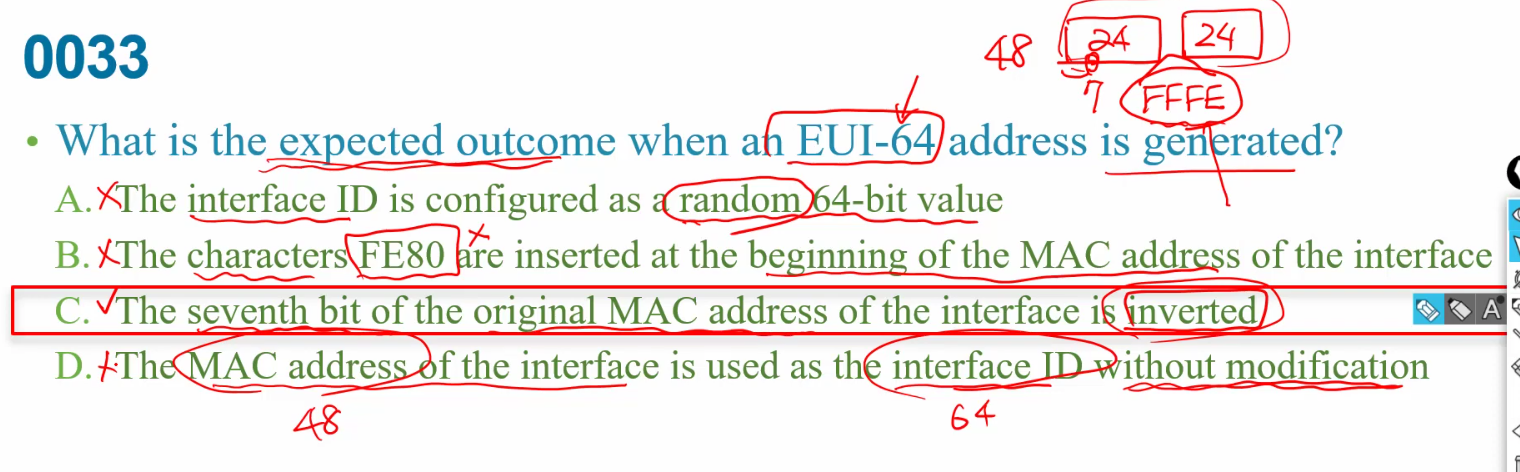 0033
48 24 24
7 FFFE
• What is the expected outcome when an EUI-64 address is generated?
A. The interface ID is configured as a random 64-bit value
B. The characters FE80 are inserted at the beginning of the MAC address of the interface
C. The seventh bit of the original MAC address of the interface is inverted
A
D. The MAC address of the interface is used as the interface ID without modification
48 64